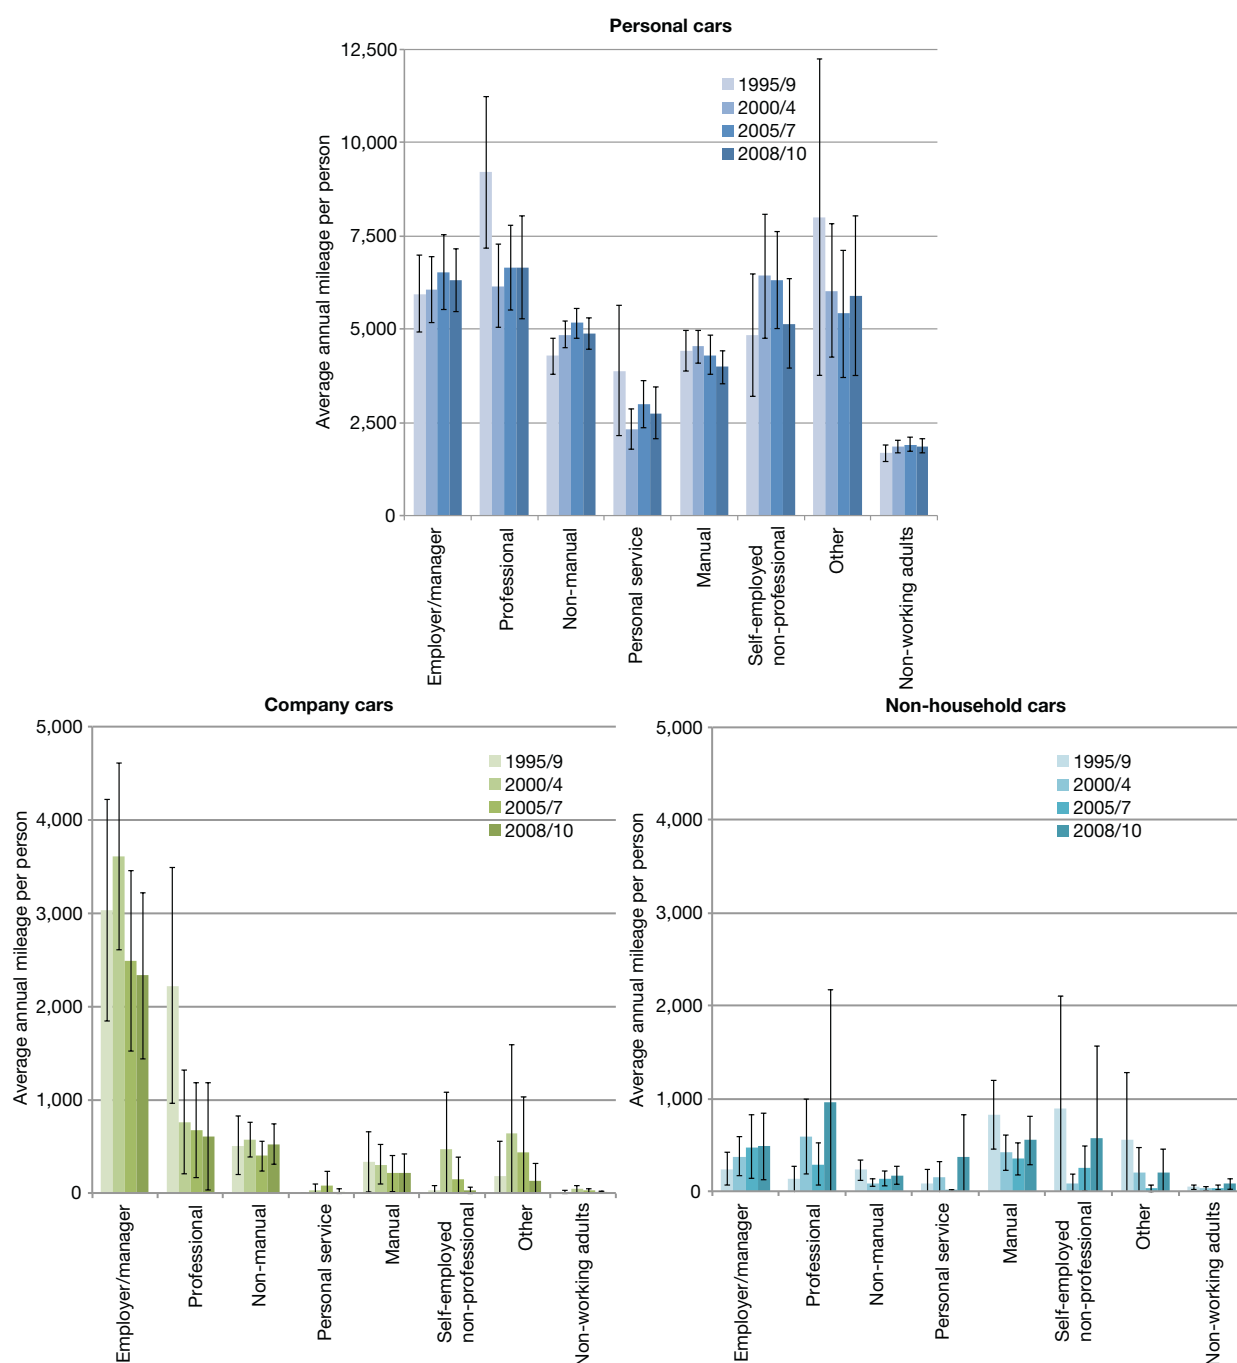 Personal cars
Average annual mileage per person
12,500
10,000
7,500
5,000
2,500
0
1995/9
2000/4
2005/7
2008/10
Employer/manager
Professional
Non-manual
Personal service
Manual
Self-employed
non-professional
Other
Non-working adults
Company cars
Average annual mileage per person
5,000
4,000
3,000
2,000
1,000
0
1995/9
2000/4
2005/7
2008/10
Employer/manager
Professional
Non-manual
Personal service
Manual
Self-employed
non-professional
Other
Non-working adults
Non-household cars
Average annual mileage per person
5,000
4,000
3,000
2,000
1,000
0
1995/9
2000/4
2005/7
2008/10
Employer/manager
Professional
Non-manual
Personal service
Manual
Self-employed
non-professional
Other
Non-working adults